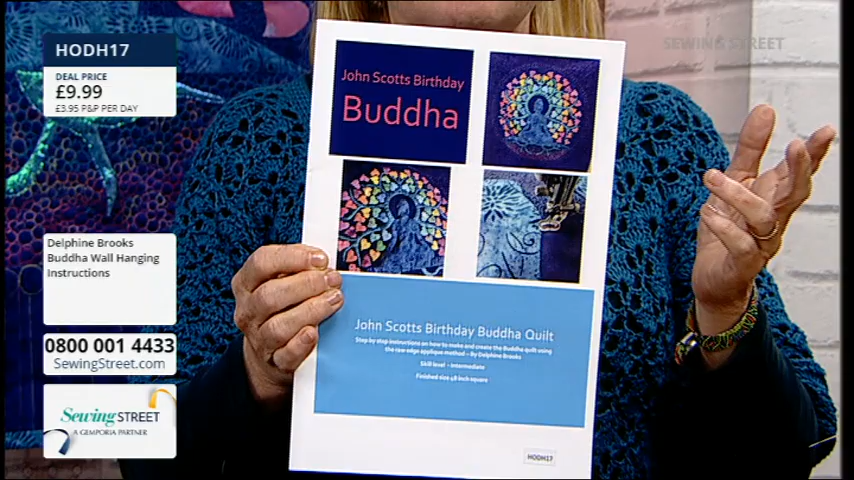 HODH17
DEAL PRICE
£9.99
£3.95 P&P PER DAY
Delphine Brooks
Buddha Wall Hanging
Instructions
0800 001 4433
SewingStreet.com
Sewing STREET
A GEMPORIA PARTNER
SEWING STREET
John Scotts Birthday
Buddha
John Scotts Birthday Buddha Quilt
Step by step instructions on how to make and create the Buddha quilt using
the raw edge applique method - By Delphine Brooks
Skill level - Intermediate
Finished size 48 inch square
HODH17